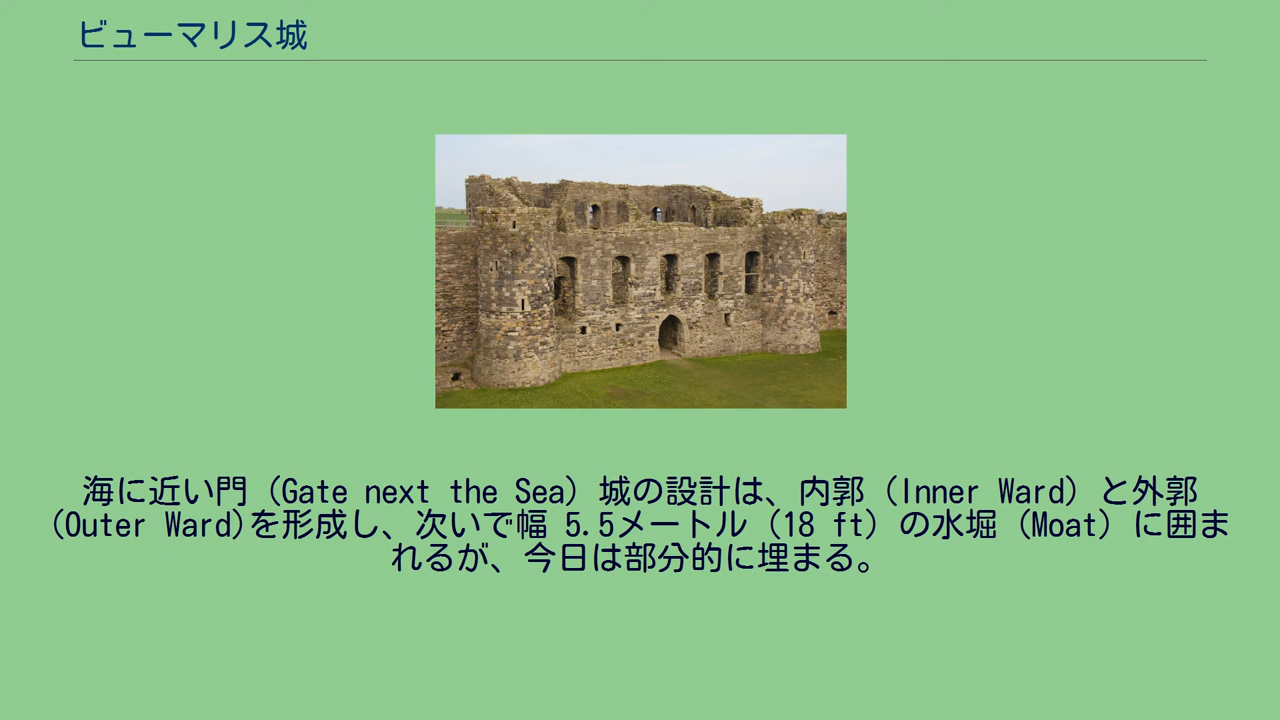 ビューマリス城
海に近い門（Gate next the Sea）城の設計は、内郭（Inner Ward）と外郭
(Outer Ward)を形成し、次いで幅 5.5メートル（18 ft）の水堀（Moat）に囲ま
れるが、今日は部分的に埋まる。